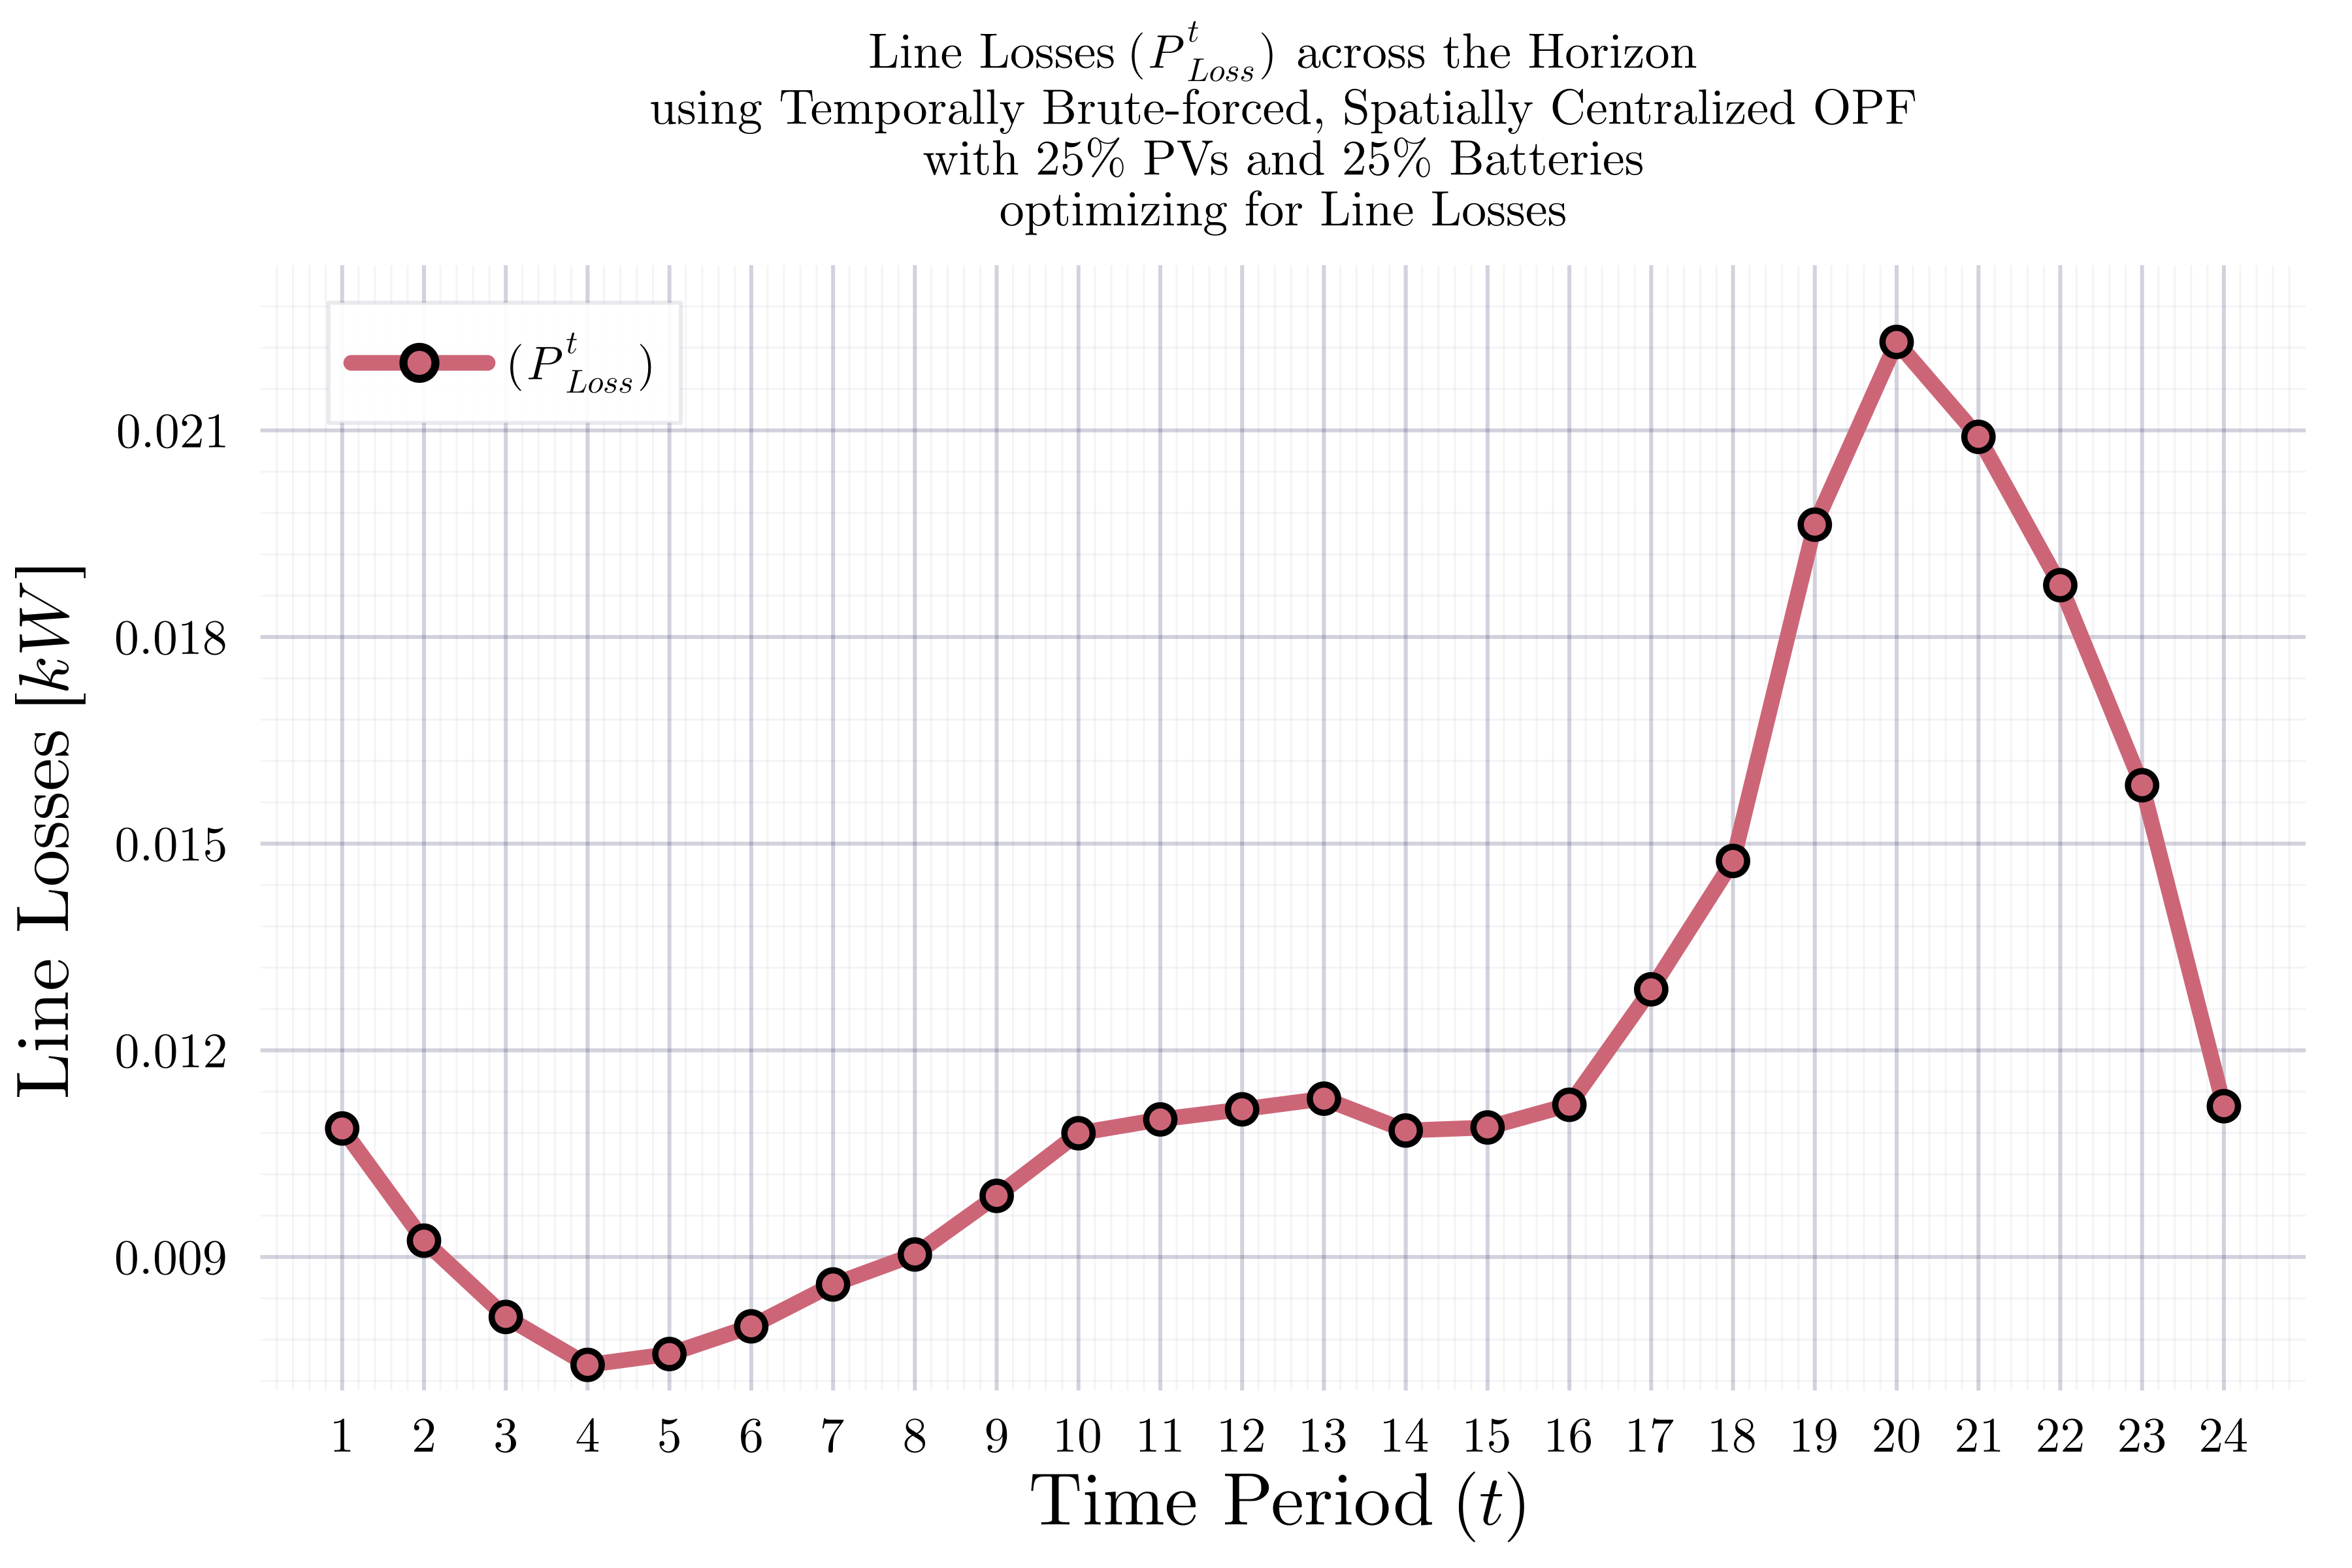 Line Losses (P^t_Loss) across the Horizon
using Temporally Brute-forced, Spatially Centralized OPF
with 25% PVs and 25% Batteries
optimizing for Line Losses
(P^t_Loss)
0.021
0.018
0.015
0.012
0.009
Line Losses [kW]
1 2 3 4 5 6 7 8 9 10 11 12 13 14 15 16 17 18 19 20 21 22 23 24
Time Period (t)